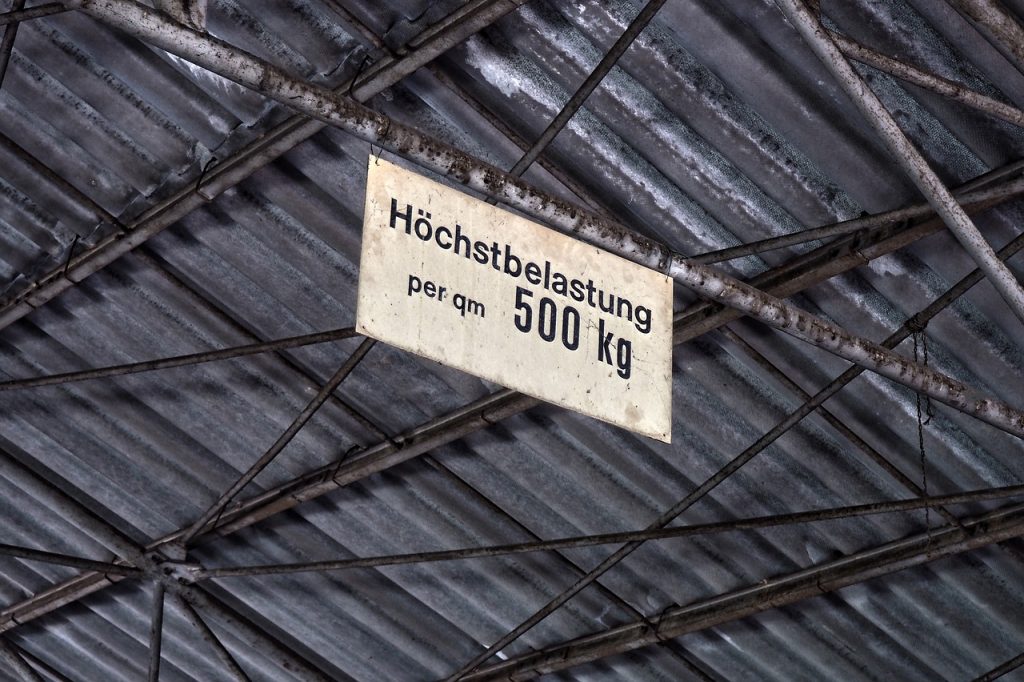 Höchstbelastung
per qm 500 kg